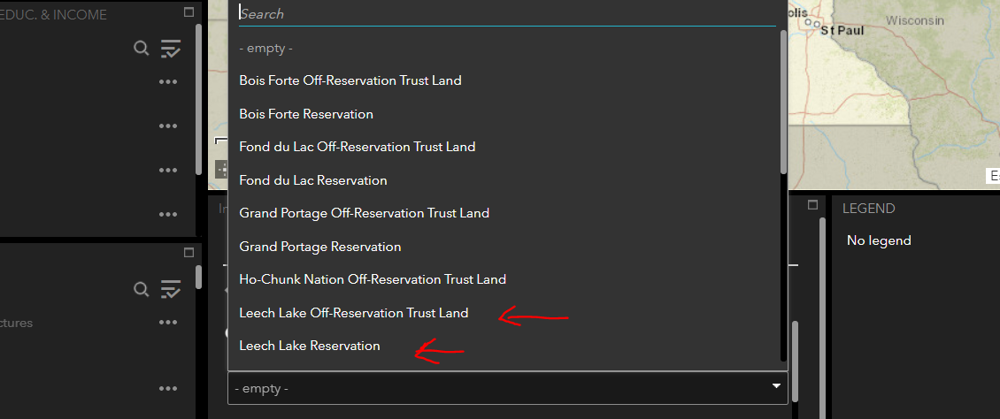 EDUC. & INCOME
Search
- empty -
Bois Forte Off-Reservation Trust Land
Bois Forte Reservation
Fond du Lac Off-Reservation Trust Land
Fond du Lac Reservation
Grand Portage Off-Reservation Trust Land
Grand Portage Reservation
Ho-Chunk Nation Off-Reservation Trust Land
Leech Lake Off-Reservation Trust Land
Leech Lake Reservation
- empty -
olis
St Paul
Wisconsin
LEGEND
No legend
ctures